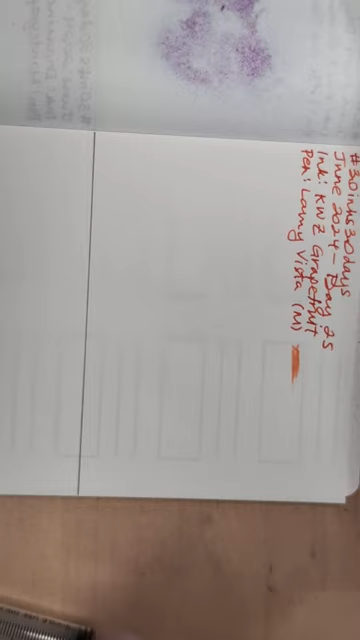 #30inks30days
June 2024 - Day 25
Ink: KWZ Grapefruit
Pen: Lamy Vista (M)